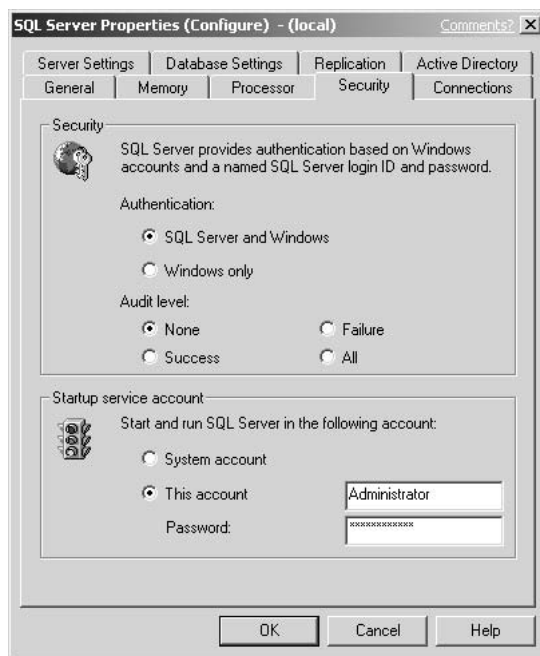 SQL Server Properties (Configure) - (local) Comments?
Server Settings Database Settings Replication Active Directory
General Memory Processor Security Connections
Security
SQL Server provides authentication based on Windows
accounts and a named SQL Server login ID and password.
Authentication:
SQL Server and Windows
Windows only
Audit level:
None Failure
Success All
Startup service account
Start and run SQL Server in the following account:
System account
This account Administrator
Password: ************
OK Cancel Help